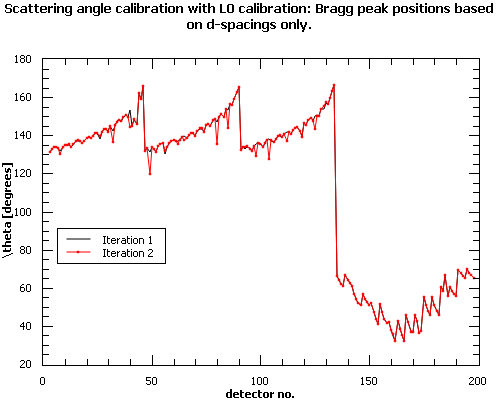 Scattering angle calibration with L0 calibration: Bragg peak positions based
on d-spacings only.
180
160
140
120
100
80
60
40
20
\theta [degrees]
Iteration 1
Iteration 2
0 50 100 150 200
detector no.